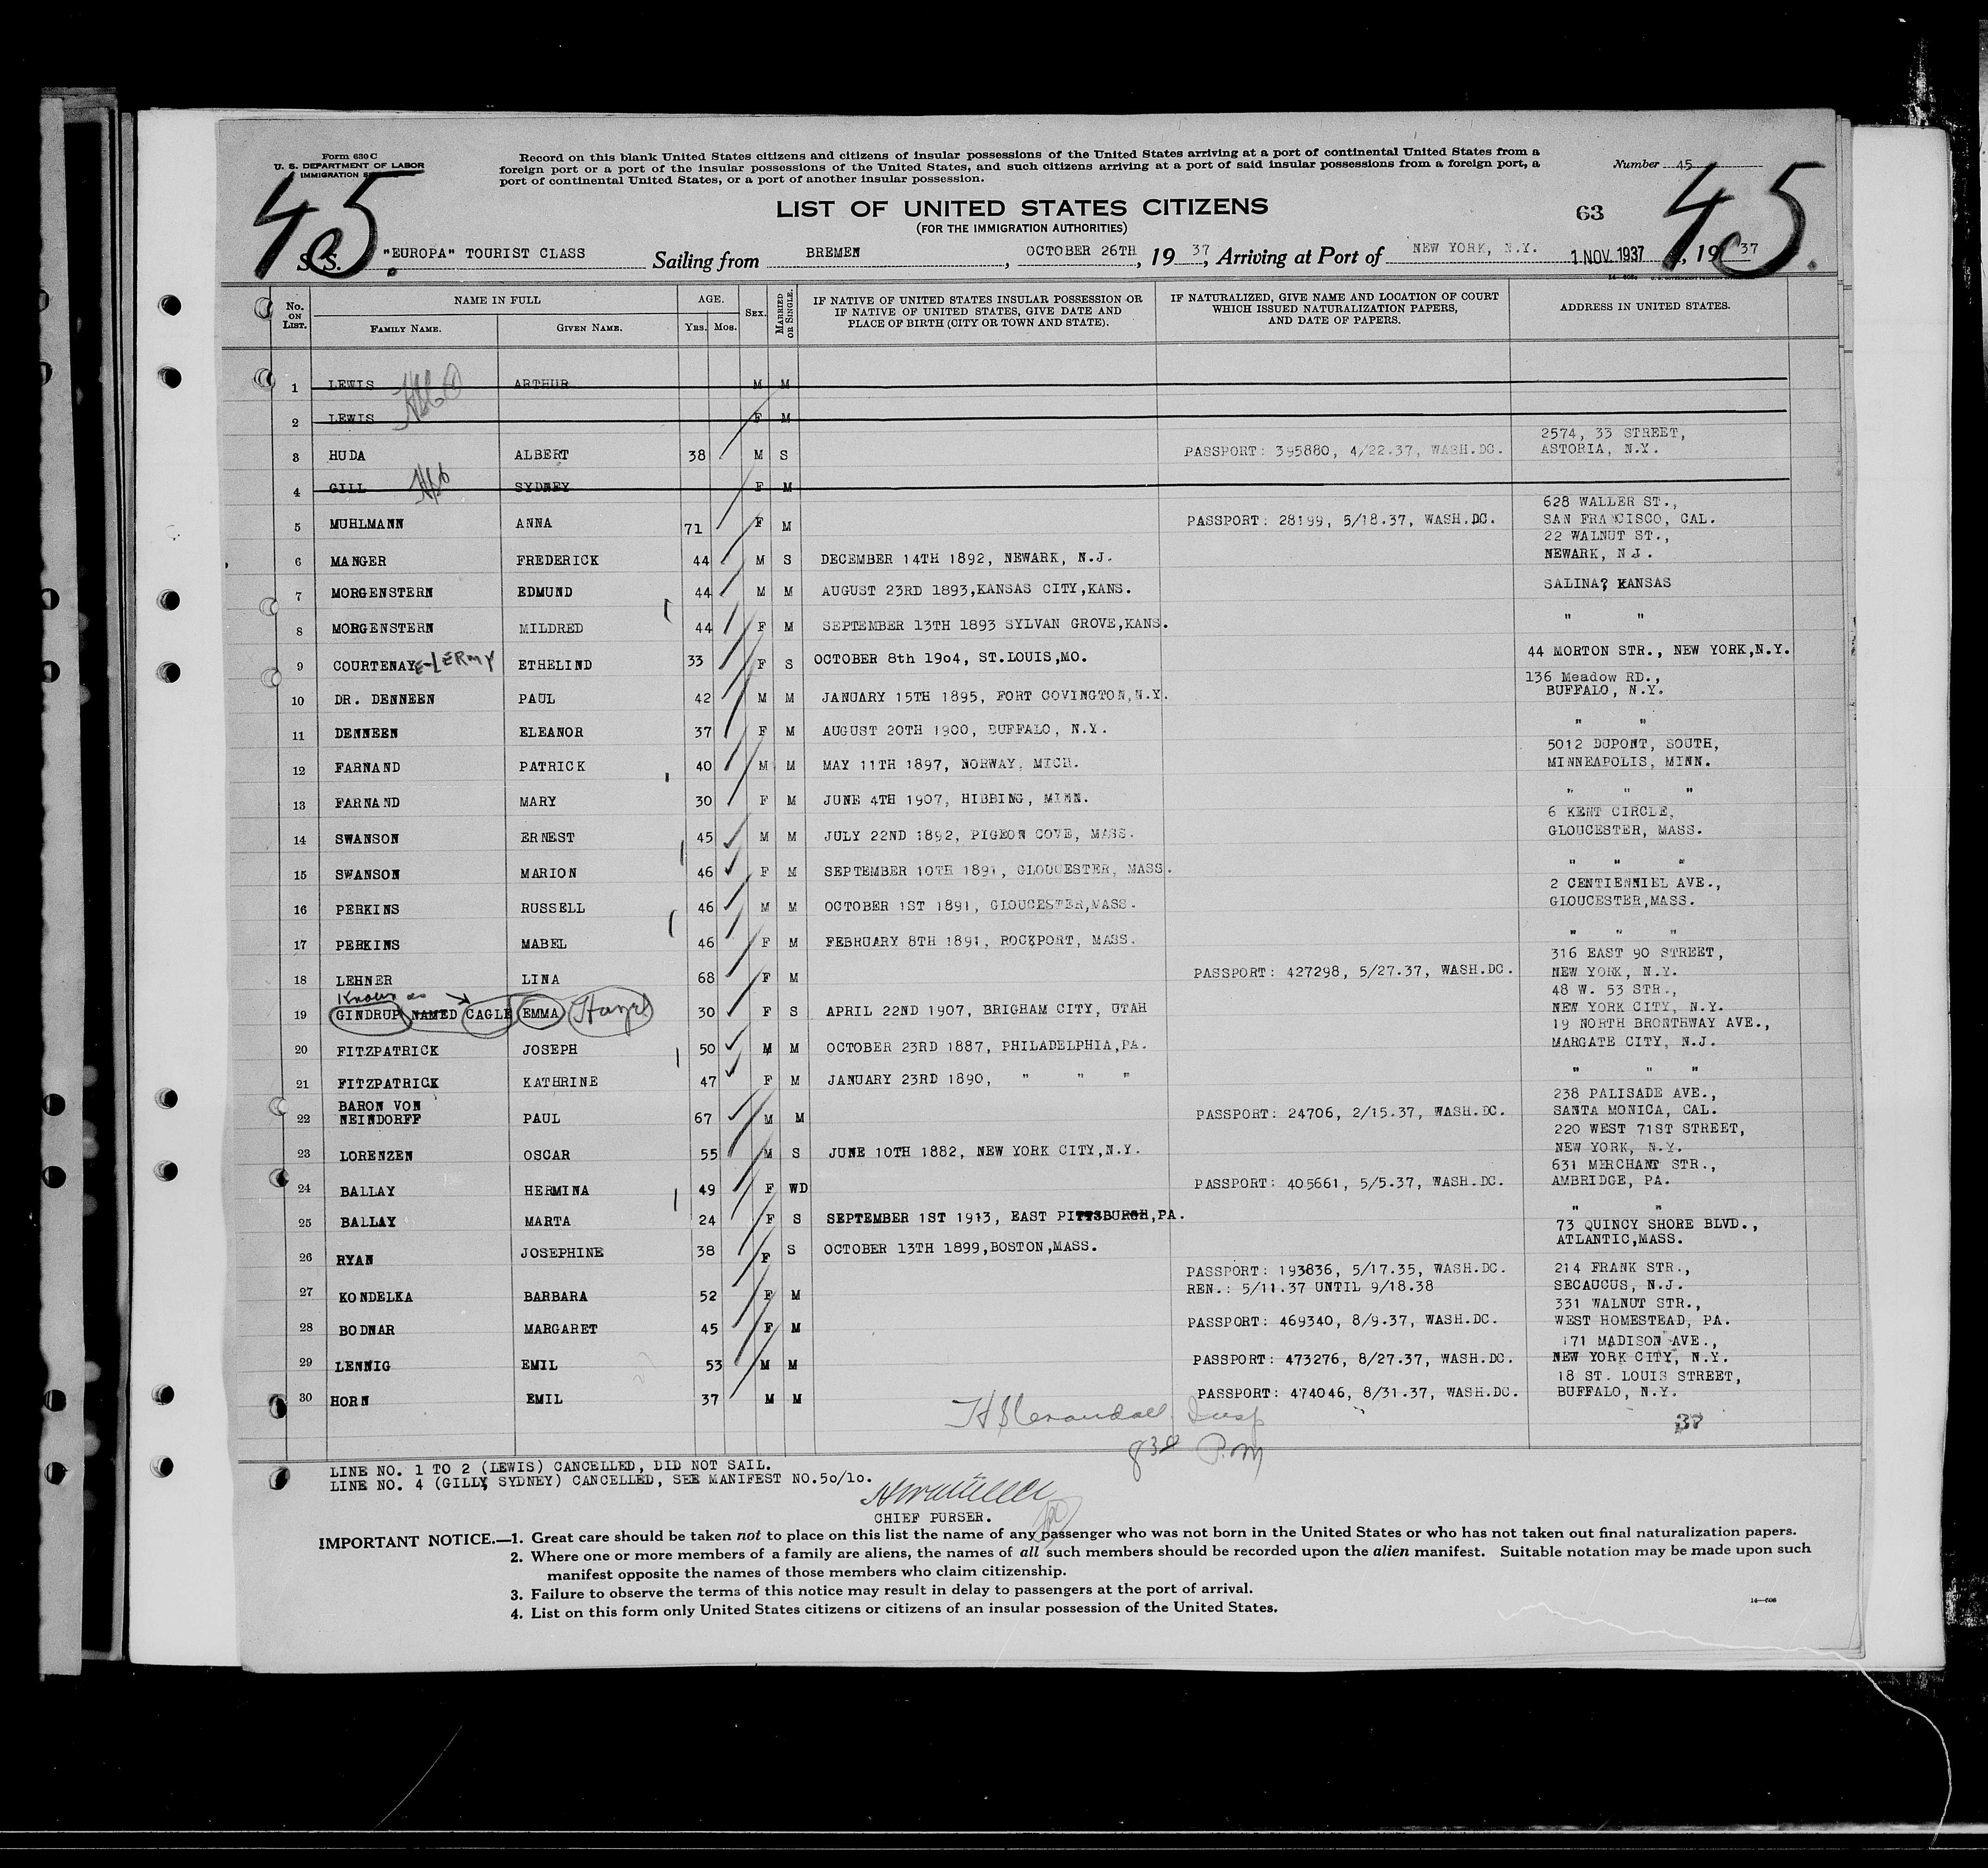 Form 630 C
U. S. DEPARTMENT OF LABOR
IMMIGRATION
Record on this blank United States citizens and citizens of insular possessions of the United States arriving at a port of continental United States from a
foreign port or a port of the insular possessions of the United States, and such citizens arriving at a port of said insular possessions from a foreign port, a
port of continental United States, or a port of another insular possession.
Number 45
45.
LIST OF UNITED STATES CITIZENS
63
45.
(FOR THE IMMIGRATION AUTHORITIES)
S. S. "EUROPA" TOURIST CLASS Sailing from BREMEN, OCTOBER 26TH, 1937, Arriving at Port of NEW YORK, N.Y. 1 NOV. 1937, 1937
No. ON LIST. NAME IN FULL FAMILY NAME. GIVEN NAME. AGE. YRS. MOS. SEX. MARRIED OR SINGLE. IF NATIVE OF UNITED STATES INSULAR POSSESSION OR IF NATIVE OF UNITED STATES, GIVE DATE AND PLACE OF BIRTH (CITY OR TOWN AND STATE). IF NATURALIZED, GIVE NAME AND LOCATION OF COURT WHICH ISSUED NATURALIZATION PAPERS, AND DATE OF PAPERS. ADDRESS IN UNITED STATES.
1 LEWIS ARTHUR M M
2 LEWIS F M
3 HUDA ALBERT 38 M S PASSPORT: 395880, 4/22.37, WASH.DC. 2574, 33 STREET, ASTORIA, N.Y.
4 GILL SYDNEY F M
5 MUHLMANN ANNA 71 F M PASSPORT: 28199, 5/18.37, WASH.DC. 628 WALLER ST., SAN FRANCISCO, CAL.
6 MANGER FREDERICK 44 M S DECEMBER 14TH 1892, NEWARK, N.J. 22 WALNUT ST., NEWARK, N.J.
7 MORGENSTERN EDMUND 44 M M AUGUST 23RD 1893,KANSAS CITY,KANS. SALINA, KANSAS
8 MORGENSTERN MILDRED 44 F M SEPTEMBER 13TH 1893 SYLVAN GROVE,KANS. " "
9 COURTENAYE-LERMY ETHELIND 33 F S OCTOBER 8th 19o4, ST.LOUIS,MO. 44 MORTON STR., NEW YORK,N.Y.
10 DR. DENNEEN PAUL 42 M M JANUARY 15TH 1895, FORT COVINGTON,N.Y. 136 Meadow RD., BUFFALO, N.Y.
11 DENNEEN ELEANOR 37 F M AUGUST 20TH 1900, BUFFALO, N.Y. " "
12 FARNAND PATRICK 40 M M MAY 11TH 1897, NORWAY, MICH. 5012 DUPONT, SOUTH, MINNEAPOLIS, MINN.
13 FARNAND MARY 30 F M JUNE 4TH 1907, HIBBING, MINN. " " "
14 SWANSON ERNEST 45 M M JULY 22ND 1892, PIGEON COVE, MASS. 6 KENT CIRCLE, GLOUCESTER, MASS.
15 SWANSON MARION 46 F M SEPTEMBER 10TH 1891, GLOUCESTER, MASS. " " "
16 PERKINS RUSSELL 46 M M OCTOBER 1ST 1891, GLOUCESTER,MASS. 2 CENTIENNIEL AVE., GLOUCESTER,MASS.
17 PERKINS MABEL 46 F M FEBRUARY 8TH 1891, ROCKPORT, MASS. " " "
18 LEHNER LINA 68 F M PASSPORT: 427298, 5/27.37, WASH.DC. 316 EAST 90 STREET, NEW YORK, N.Y.
Known as
19 GINDRUP NAMED CAGLE EMMA Hazel 30 F S APRIL 22ND 1907, BRIGHAM CITY, UTAH 48 W. 53 STR., NEW YORK CITY, N.Y.
20 FITZPATRICK JOSEPH 50 M M OCTOBER 23RD 1887, PHILADELPHIA,PA. 19 NORTH BRONTHWAY AVE., MARGATE CITY, N.J.
21 FITZPATRICK KATHRINE 47 F M JANUARY 23RD 1890, " " " " " "
22 BARON VON NEINDORFF PAUL 67 M M PASSPORT: 24706, 2/15.37, WASH.DC. 238 PALISADE AVE., SANTA MONICA, CAL.
23 LORENZEN OSCAR 55 M S JUNE 10TH 1882, NEW YORK CITY,N.Y. 220 WEST 71ST STREET, NEW YORK, N.Y.
24 BALLAY HERMINA 49 F WD PASSPORT: 405661, 5/5.37, WASH.DC. 631 MERCHANT STR., AMBRIDGE, PA.
25 BALLAY MARTA 24 F S SEPTEMBER 1ST 1913, EAST PITTSBURGH,PA. " "
26 RYAN JOSEPHINE 38 F S OCTOBER 13TH 1899,BOSTON,MASS. 73 QUINCY SHORE BLVD., ATLANTIC,MASS.
27 KONDELKA BARBARA 52 F M PASSPORT: 193836, 5/17.35, WASH.DC. REN.: 5/11.37 UNTIL 9/18.38 214 FRANK STR., SECAUCUS, N.J.
28 BODNAR MARGARET 45 F M PASSPORT: 469340, 8/9.37, WASH.DC. 331 WALNUT STR., WEST HOMESTEAD, PA.
29 LENNIG EMIL 53 M M PASSPORT: 473276, 8/27.37, WASH.DC. 171 MADISON AVE., NEW YORK CITY, N.Y.
30 HORN EMIL 37 M M PASSPORT: 474046, 8/31.37, WASH.DC. 18 ST. LOUIS STREET, BUFFALO, N.Y.
Insp
37
8 30 P.M
LINE NO. 1 TO 2 (LEWIS) CANCELLED, DID NOT SAIL.
LINE NO. 4 (GILL, SYDNEY) CANCELLED, SEE MANIFEST NO.5o/1o.
CHIEF PURSER.
IMPORTANT NOTICE.—1. Great care should be taken not to place on this list the name of any passenger who was not born in the United States or who has not taken out final naturalization papers.
2. Where one or more members of a family are aliens, the names of all such members should be recorded upon the alien manifest. Suitable notation may be made upon such
manifest opposite the names of those members who claim citizenship.
3. Failure to observe the terms of this notice may result in delay to passengers at the port of arrival.
4. List on this form only United States citizens or citizens of an insular possession of the United States.
14—606